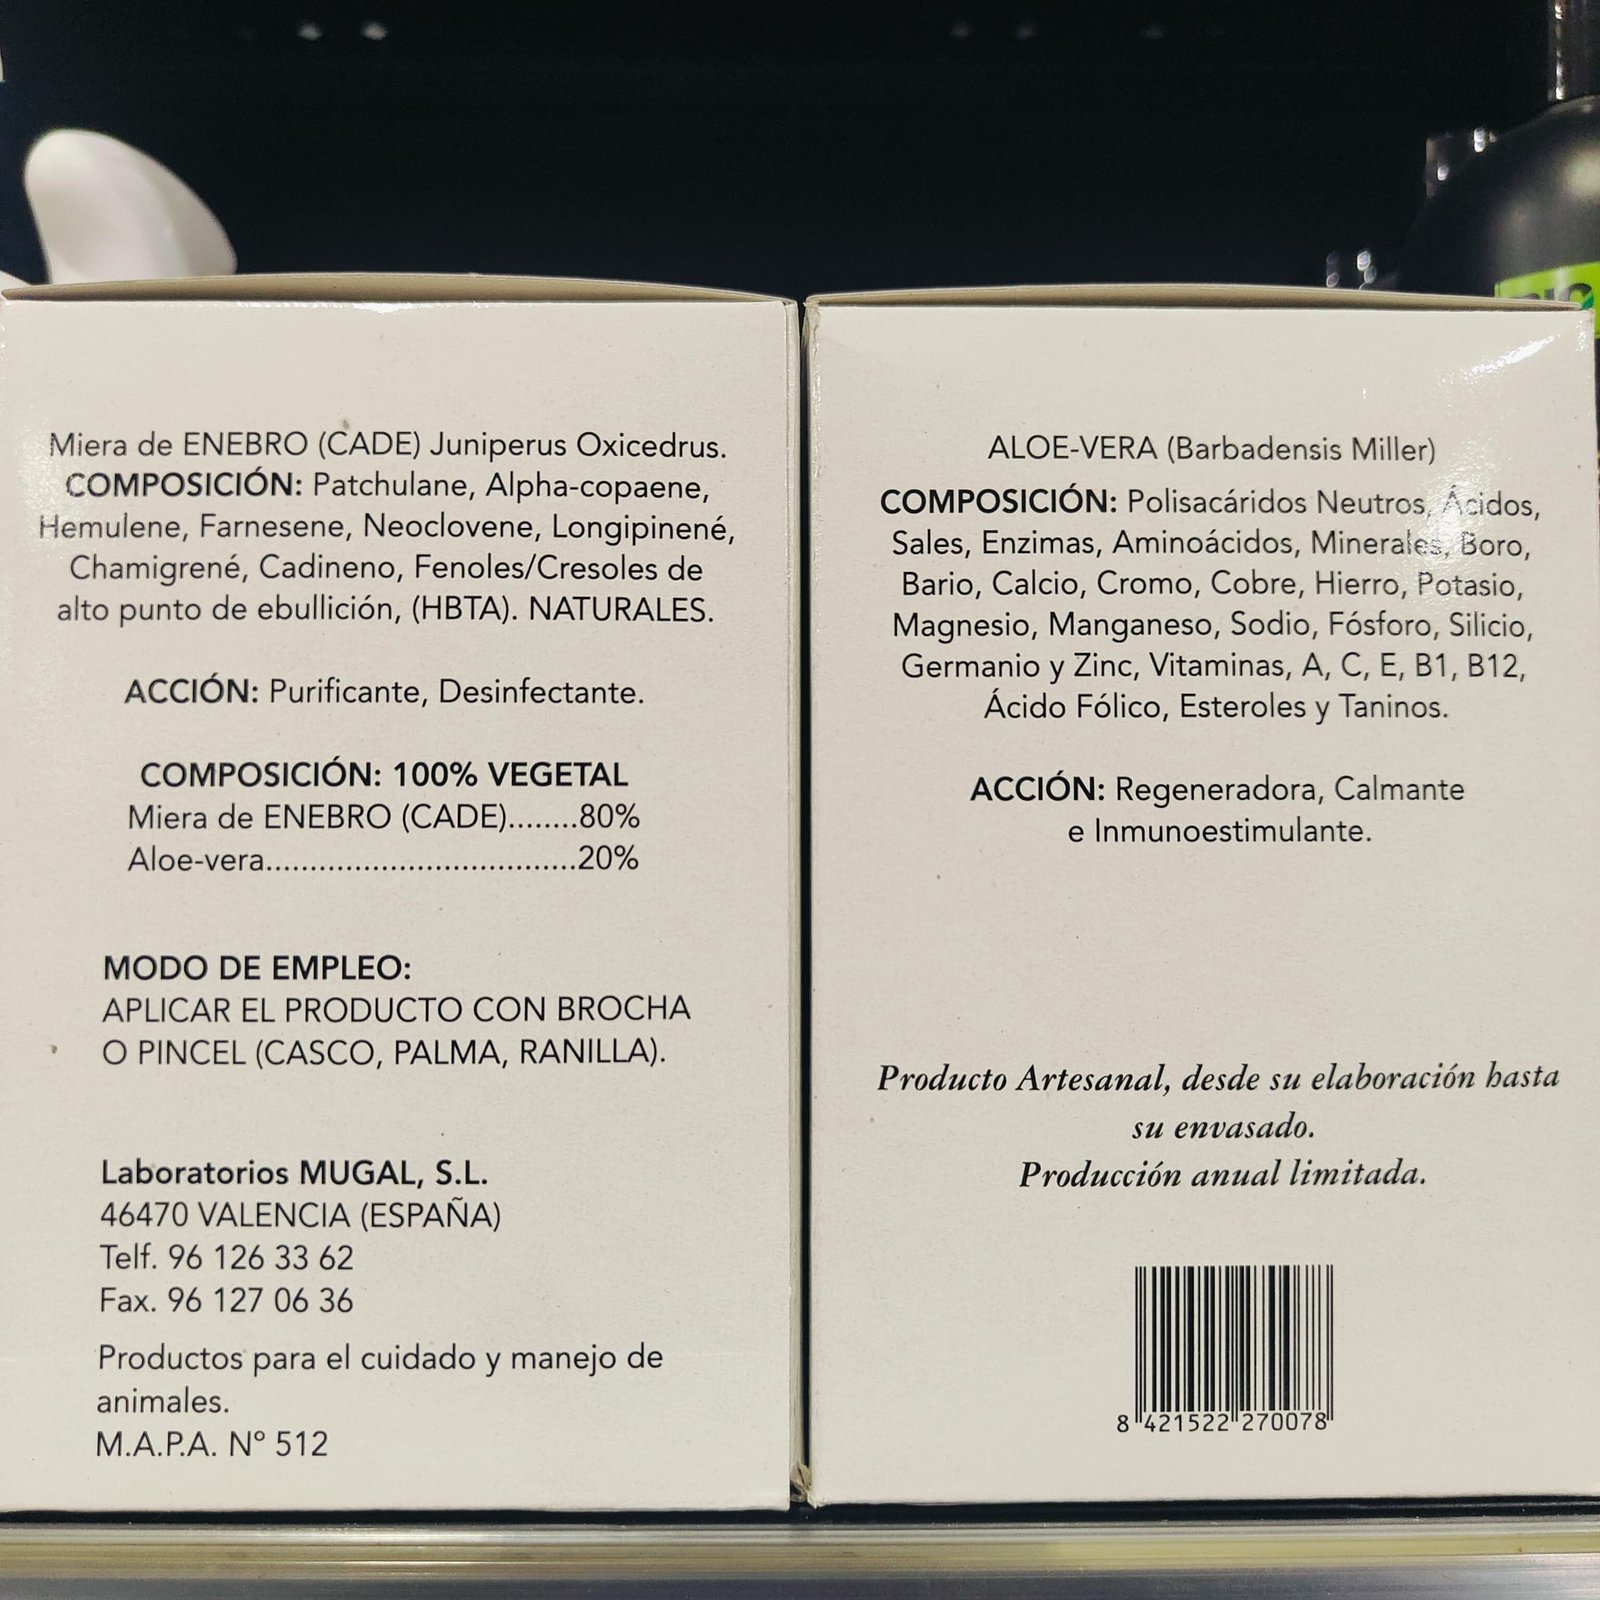 Miera de ENEBRO (CADE) Juniperus Oxicedrus.
COMPOSICIÓN: Patchulane, Alpha-copaene,
Hemulene, Farnesene, Neoclovene, Longipinené,
Chamigrené, Cadineno, Fenoles/Cresoles de
alto punto de ebullición, (HBTA). NATURALES.
ACCIÓN: Purificante, Desinfectante.
COMPOSICIÓN: 100% VEGETAL
Miera de ENEBRO (CADE)........80%
Aloe-vera...................................20%
MODO DE EMPLEO:
APLICAR EL PRODUCTO CON BROCHA
O PINCEL (CASCO, PALMA, RANILLA).
Laboratorios MUGAL, S.L.
46470 VALENCIA (ESPAÑA)
Telf. 96 126 33 62
Fax. 96 127 06 36
Productos para el cuidado y manejo de
animales.
M.A.P.A. Nº 512
ALOE-VERA (Barbadensis Miller)
COMPOSICIÓN: Polisacáridos Neutros, Ácidos,
Sales, Enzimas, Aminoácidos, Minerales, Boro,
Bario, Calcio, Cromo, Cobre, Hierro, Potasio,
Magnesio, Manganeso, Sodio, Fósforo, Silicio,
Germanio y Zinc, Vitaminas, A, C, E, B1, B12,
Ácido Fólico, Esteroles y Taninos.
ACCIÓN: Regeneradora, Calmante
e Inmunoestimulante.
Producto Artesanal, desde su elaboración hasta
su envasado.
Producción anual limitada.
8 421522 270078